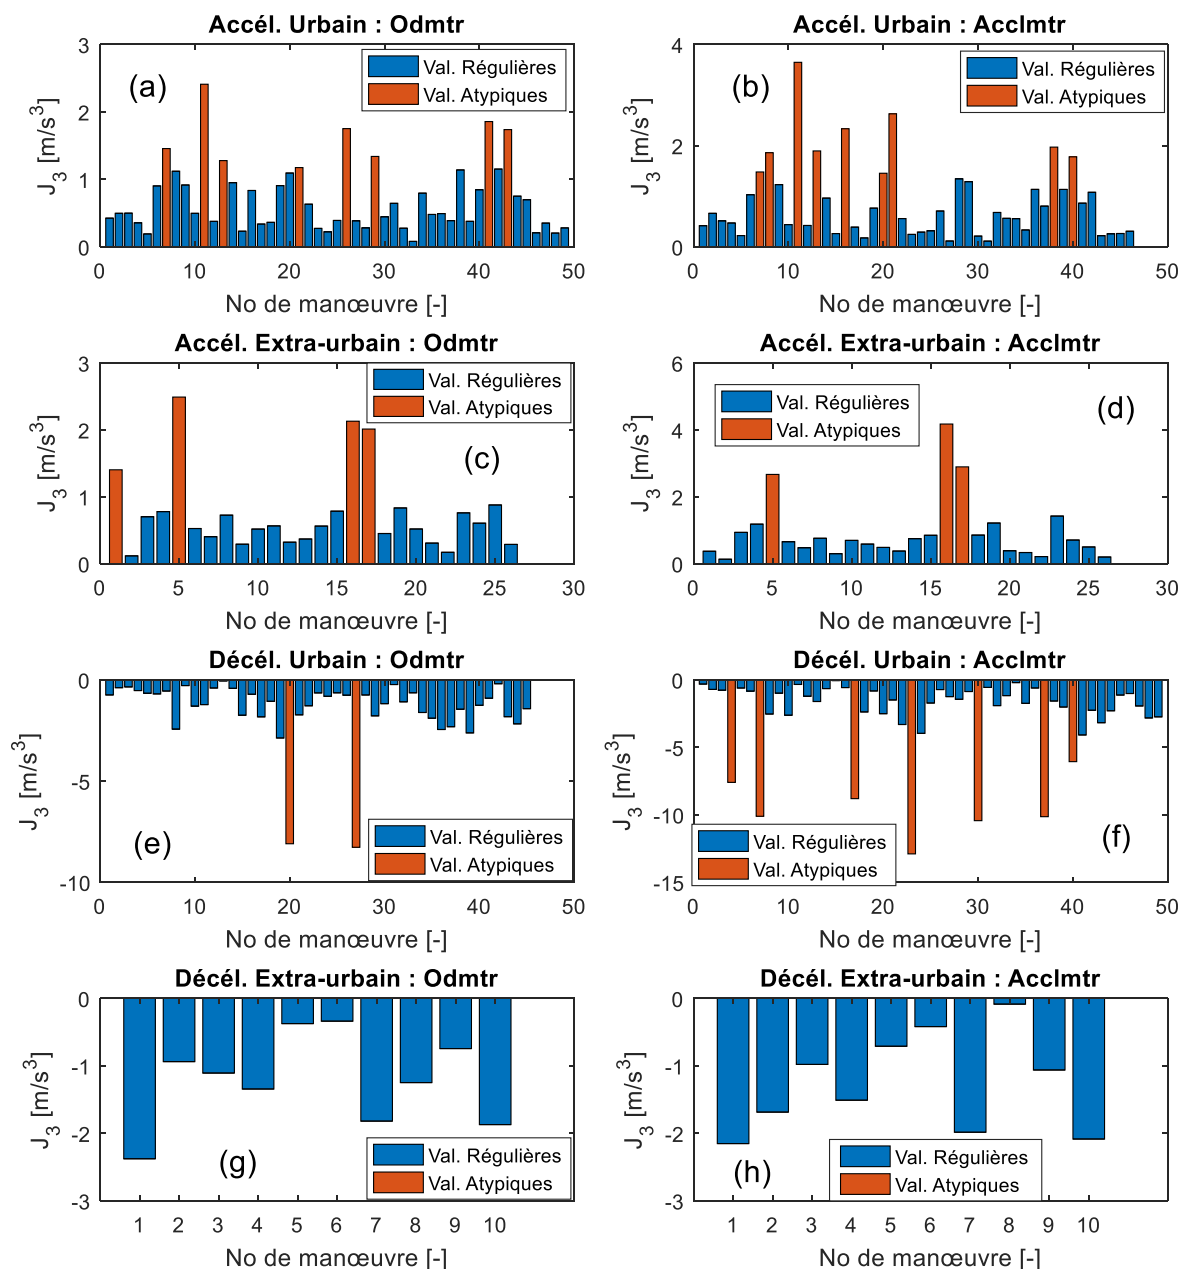 Accél. Urbain : Odmtr
3
2
1
0
J3 [m/s3]
(a)
Val. Régulières
Val. Atypiques
0 10 20 30 40 50
No de manœuvre [-]
Accél. Urbain : Acclmtr
4
2
0
J3 [m/s3]
(b)
Val. Régulières
Val. Atypiques
0 10 20 30 40 50
No de manœuvre [-]
Accél. Extra-urbain : Odmtr
3
2
1
0
J3 [m/s3]
Val. Régulières
Val. Atypiques
(c)
0 5 10 15 20 25 30
No de manœuvre [-]
Accél. Extra-urbain : Acclmtr
6
4
2
0
J3 [m/s3]
Val. Régulières
Val. Atypiques
(d)
0 5 10 15 20 25 30
No de manœuvre [-]
Décél. Urbain : Odmtr
0
-5
-10
J3 [m/s3]
(e)
Val. Régulières
Val. Atypiques
0 10 20 30 40 50
No de manœuvre [-]
Décél. Urbain : Acclmtr
0
-5
-10
-15
J3 [m/s3]
Val. Régulières
Val. Atypiques
(f)
0 10 20 30 40 50
No de manœuvre [-]
Décél. Extra-urbain : Odmtr
0
-1
-2
-3
J3 [m/s3]
(g)
Val. Régulières
Val. Atypiques
1 2 3 4 5 6 7 8 9 10
No de manœuvre [-]
Décél. Extra-urbain : Acclmtr
0
-1
-2
-3
J3 [m/s3]
(h)
Val. Régulières
Val. Atypiques
1 2 3 4 5 6 7 8 9 10
No de manœuvre [-]